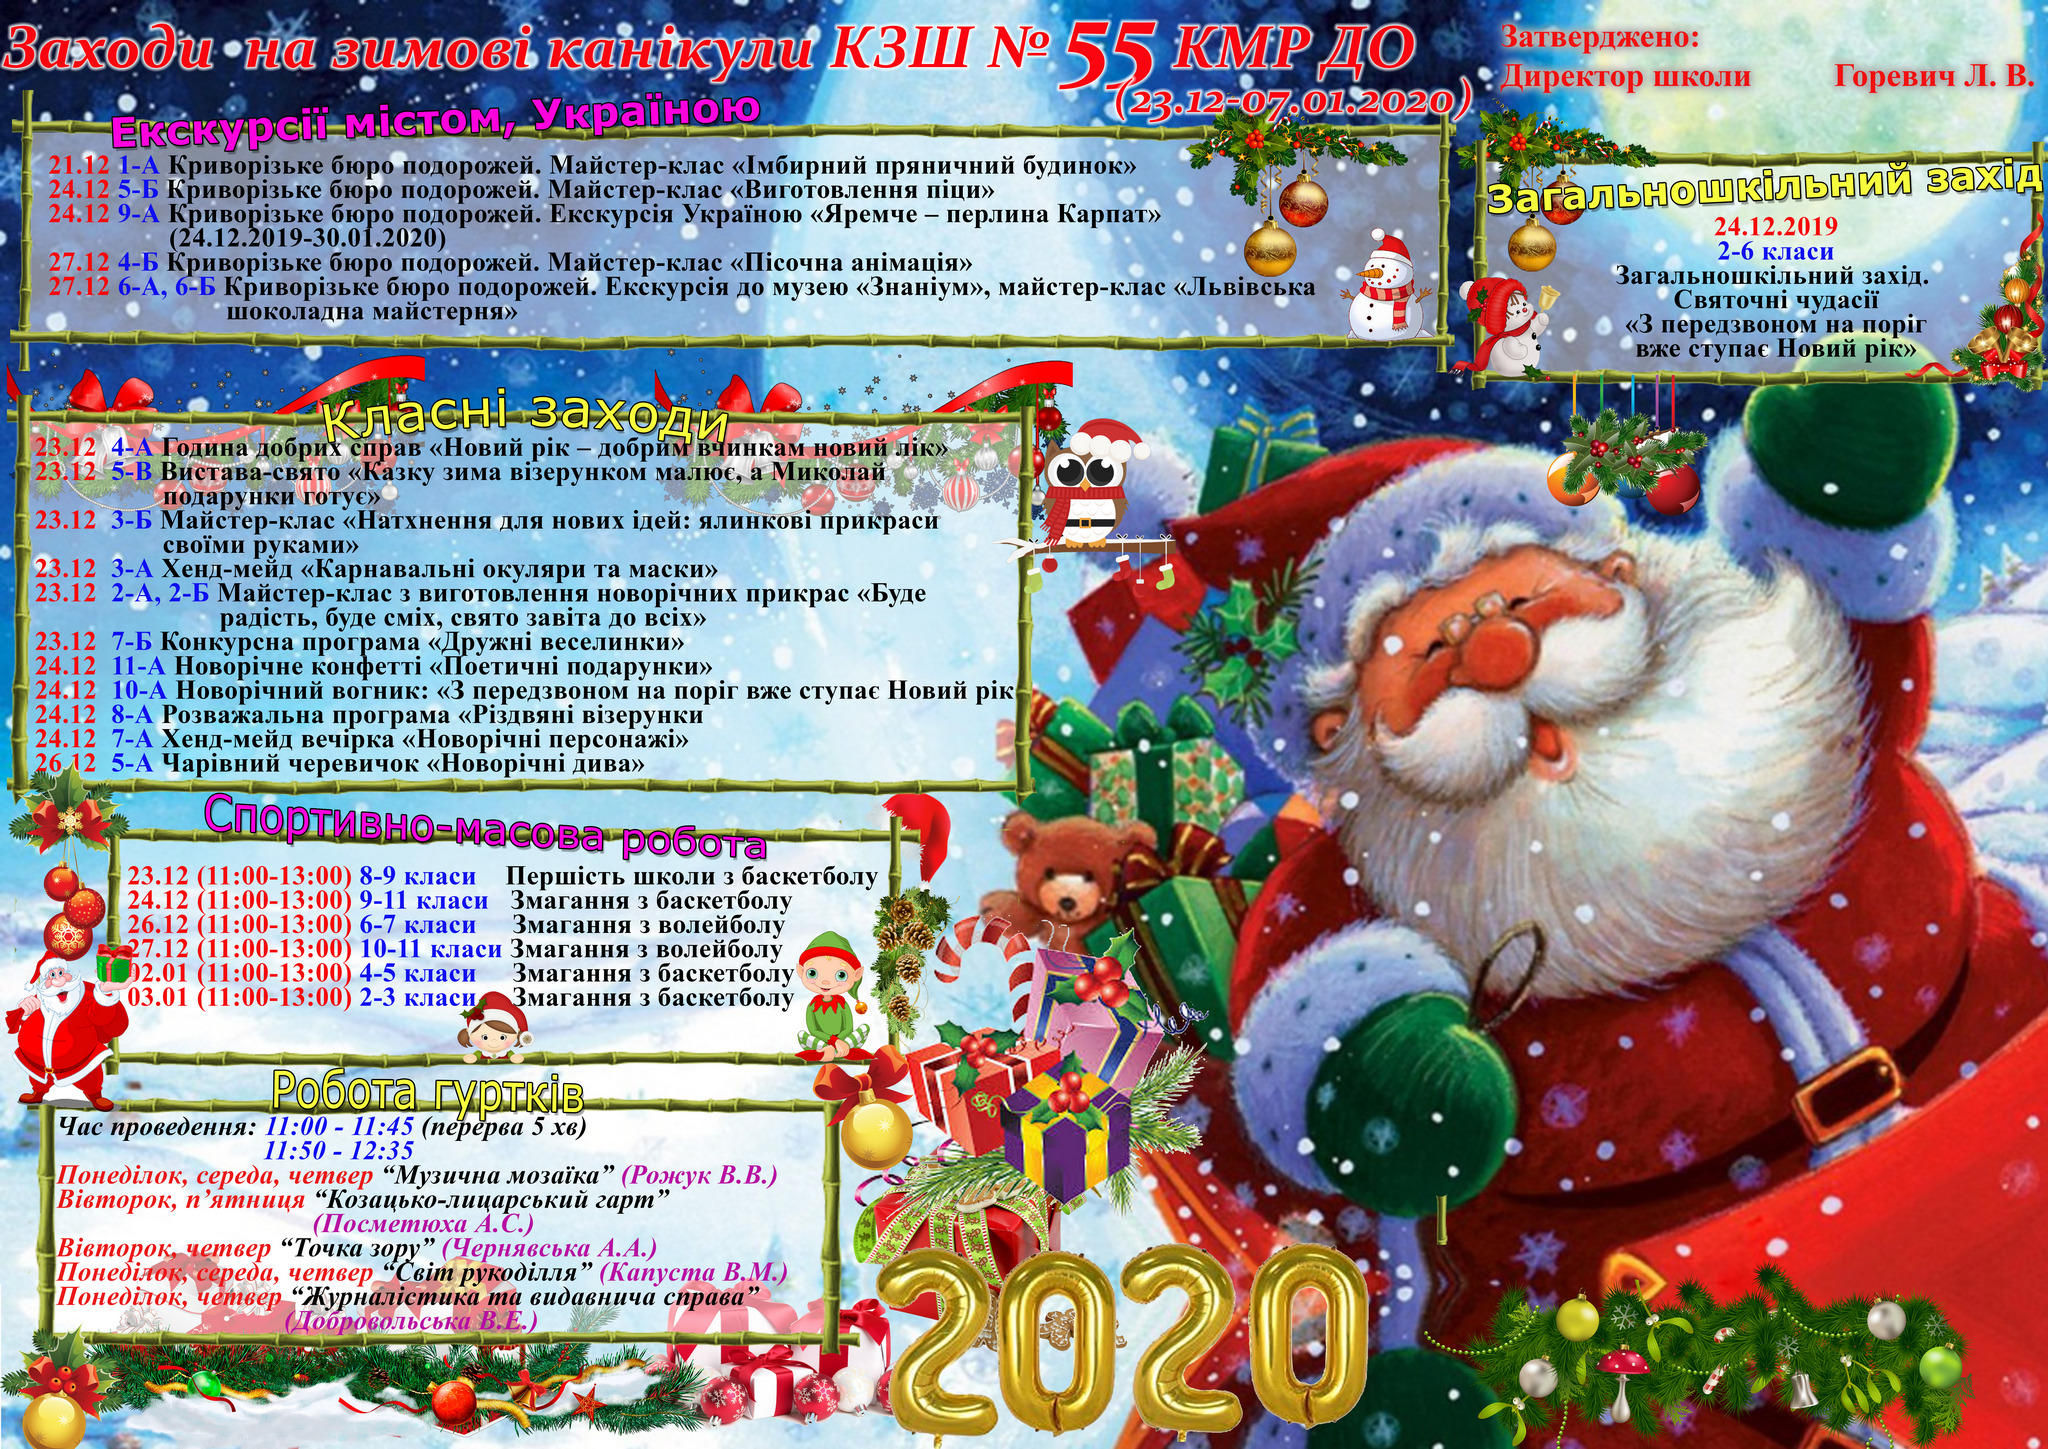 Заходи на зимові канікули КЗШ № 55 КМР ДО
(23.12-07.01.2020)
Затверджено:
Директор школи Горевич Л. В.
Екскурсії містом, Україною
21.12 1-А Криворізьке бюро подорожей. Майстер-клас «Імбирний пряничний будинок»
24.12 5-Б Криворізьке бюро подорожей. Майстер-клас «Виготовлення піци»
24.12 9-А Криворізьке бюро подорожей. Екскурсія Україною «Яремче – перлина Карпат»
(24.12.2019-30.01.2020)
27.12 4-Б Криворізьке бюро подорожей. Майстер-клас «Пісочна анімація»
27.12 6-А, 6-Б Криворізьке бюро подорожей. Екскурсія до музею «Знаніум», майстер-клас «Львівська
шоколадна майстерня»
Загальношкільний захід
24.12.2019
2-6 класи
Загальношкільний захід.
Святочні чудасії
«З передзвоном на поріг
вже ступає Новий рік»
Класні заходи
23.12 4-А Година добрих справ «Новий рік – добрим вчинкам новий лік»
23.12 5-В Вистава-свято «Казку зима візерунком малює, а Миколай
подарунки готує»
23.12 3-Б Майстер-клас «Натхнення для нових ідей: ялинкові прикраси
своїми руками»
23.12 3-А Хенд-мейд «Карнавальні окуляри та маски»
23.12 2-А, 2-Б Майстер-клас з виготовлення новорічних прикрас «Буде
радість, буде сміх, свято завіта до всіх»
23.12 7-Б Конкурсна програма «Дружні веселинки»
24.12 11-А Новорічне конфетті «Поетичні подарунки»
24.12 10-А Новорічний вогник: «З передзвоном на поріг вже ступає Новий рік
24.12 8-А Розважальна програма «Різдвяні візерунки
24.12 7-А Хенд-мейд вечірка «Новорічні персонажі»
26.12 5-А Чарівний черевичок «Новорічні дива»
Спортивно-масова робота
23.12 (11:00-13:00) 8-9 класи Першість школи з баскетболу
24.12 (11:00-13:00) 9-11 класи Змагання з баскетболу
26.12 (11:00-13:00) 6-7 класи Змагання з волейболу
27.12 (11:00-13:00) 10-11 класи Змагання з волейболу
02.01 (11:00-13:00) 4-5 класи Змагання з баскетболу
03.01 (11:00-13:00) 2-3 класи Змагання з баскетболу
Робота гуртків
Час проведення: 11:00 - 11:45 (перерва 5 хв)
11:50 - 12:35
Понеділок, середа, четвер “Музична мозаїка” (Рожук В.В.)
Вівторок, п’ятниця “Козацько-лицарський гарт”
(Посметюха А.С.)
Вівторок, четвер “Точка зору” (Чернявська А.А.)
Понеділок, середа, четвер “Світ рукоділля” (Капуста В.М.)
Понеділок, четвер “Журналістика та видавнича справа”
(Добровольська В.Е.)
2020